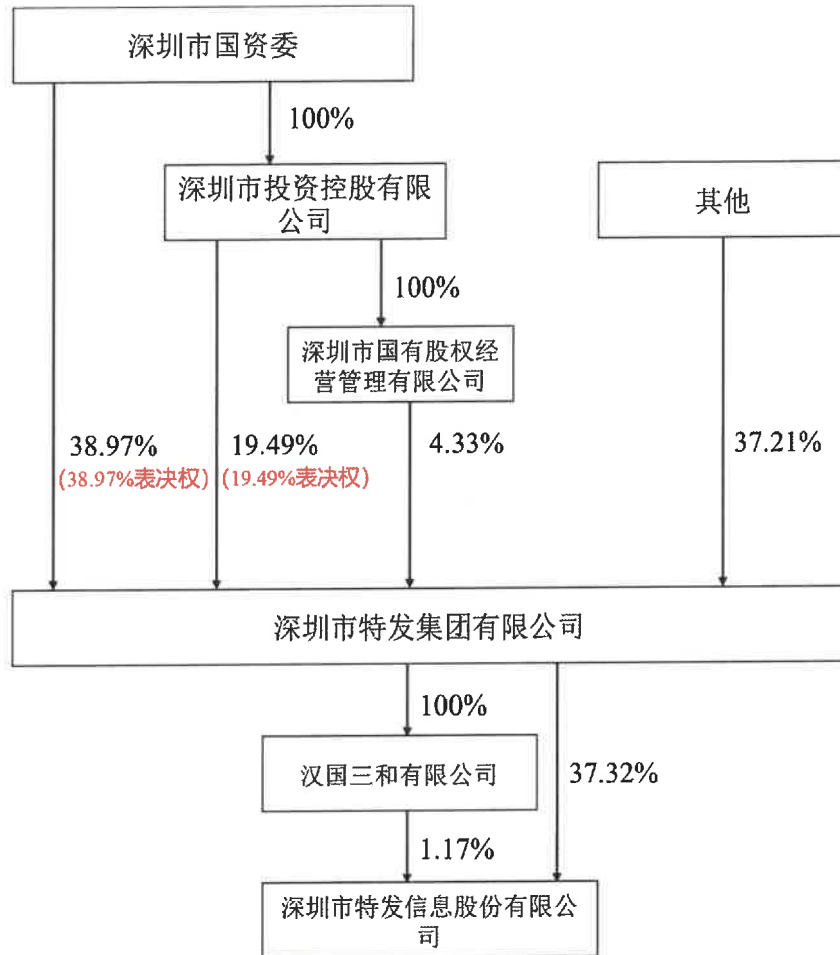 深圳市国资委
100%
深圳市投资控股有限
公司
其他
100%
深圳市国有股权经
营管理有限公司
38.97%
19.49%
4.33%
37.21%
(38.97%表决权)
(19.49%表决权)
深圳市特发集团有限公司
100%
汉国三和有限公司
37.32%
1.17%
深圳市特发信息股份有限公
司